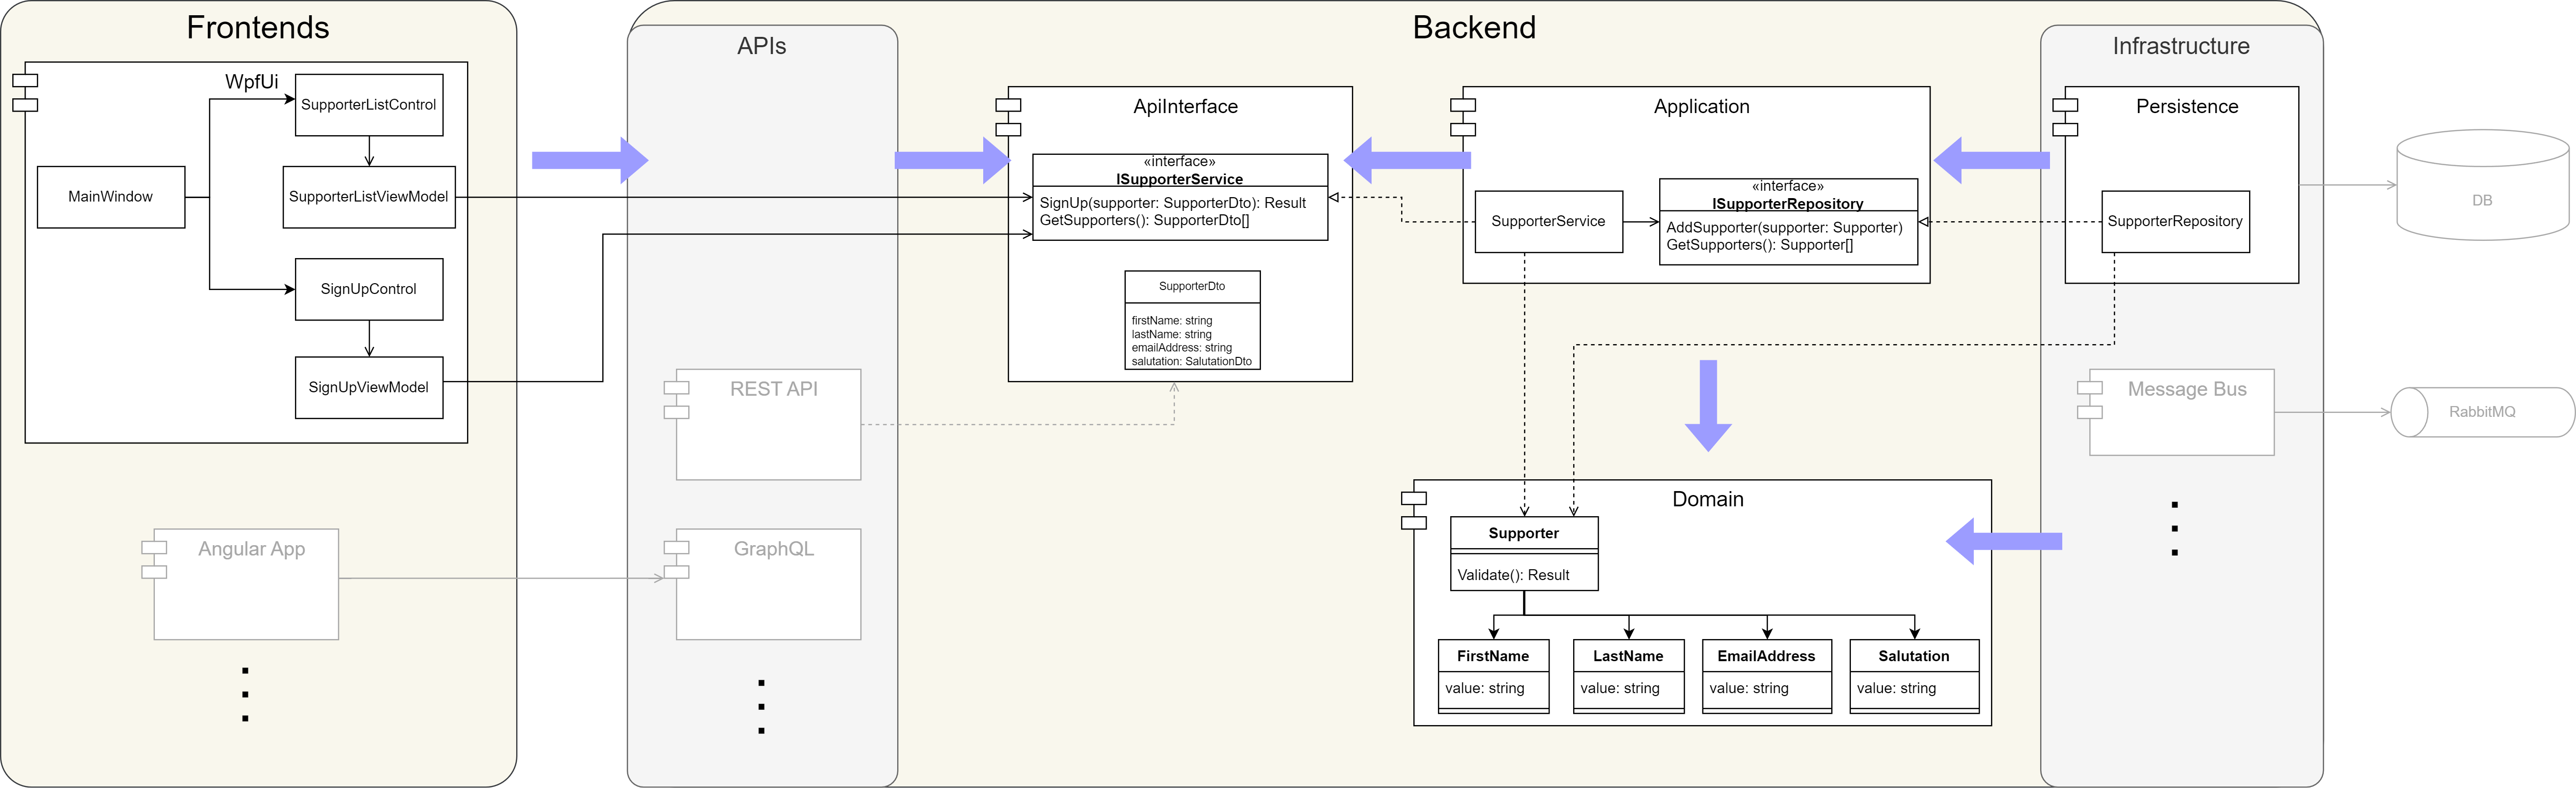 Frontends
WpfUi
SupporterListControl
MainWindow
SupporterListViewModel
SignUpControl
SignUpViewModel
Angular App
Backend
APIs
REST API
GraphQL
ApiInterface
«interface»
ISupporterService
SignUp(supporter: SupporterDto): Result
GetSupporters(): SupporterDto[]
SupporterDto
firstName: string
lastName: string
emailAddress: string
salutation: SalutationDto
Application
SupporterService
«interface»
ISupporterRepository
AddSupporter(supporter: Supporter)
GetSupporters(): Supporter[]
Domain
Supporter
Validate(): Result
FirstName
value: string
LastName
value: string
EmailAddress
value: string
Salutation
value: string
Infrastructure
Persistence
SupporterRepository
Message Bus
DB
RabbitMQ